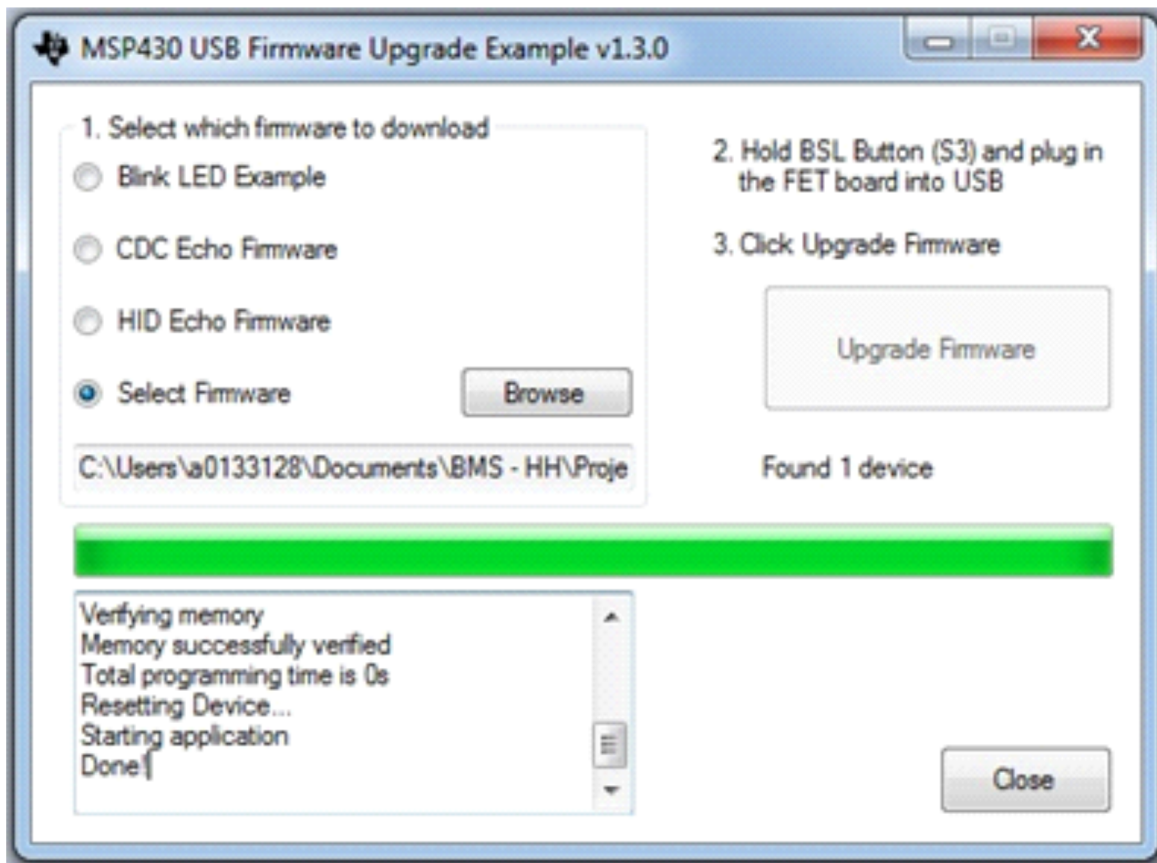 MSP430 USB Firmware Upgrade Example v1.3.0
1. Select which firmware to download
Blink LED Example
CDC Echo Firmware
HID Echo Firmware
Select Firmware
Browse
C:\Users\a0133128\Documents\BMS - HH\Proje
2. Hold BSL Button (S3) and plug in
the FET board into USB
3. Click Upgrade Firmware
Upgrade Firmware
Found 1 device
Verifying memory
Memory successfully verified
Total programming time is 0s
Resetting Device...
Starting application
Done!
Close